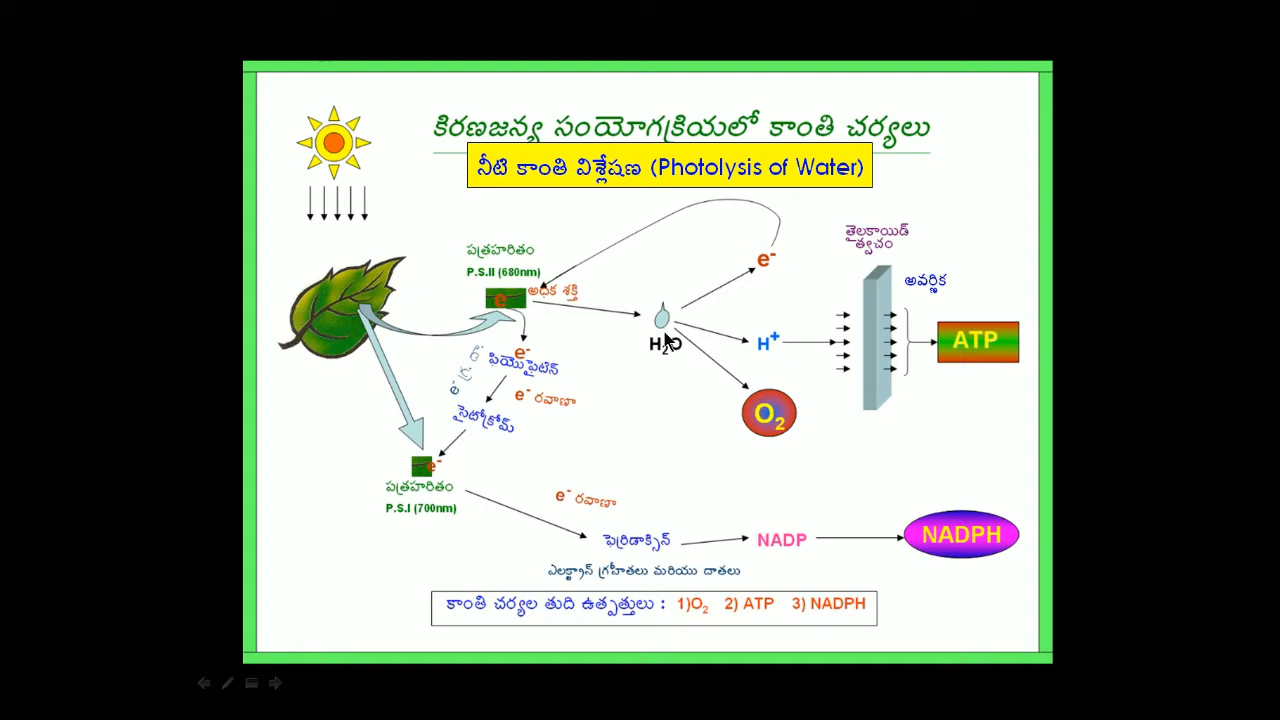 కిరణజన్య సంయోగక్రియలో కాంతి చర్యలు
నీటి కాంతి విశ్లేషణ (Photolysis of Water)
పత్రహరితం
P.S.II (680nm)
e
అధిక శక్తి
e⁻
ఫియొఫైటిన్
e⁻
e⁻ రవాణా
సైటోక్రోమ్
e⁻
పత్రహరితం
P.S.I (700nm)
e⁻ రవాణా
ఫెర్రిడాక్సిన్
ఎలక్ట్రాన్ గ్రహీతలు మరియు దాతలు
NADP
NADPH
H₂O
e⁻
H⁺
O₂
థైలకాయిడ్
త్వచం
అవర్ణిక
ATP
కాంతి చర్యల తుది ఉత్పత్తులు : 1)O₂ 2) ATP 3) NADPH